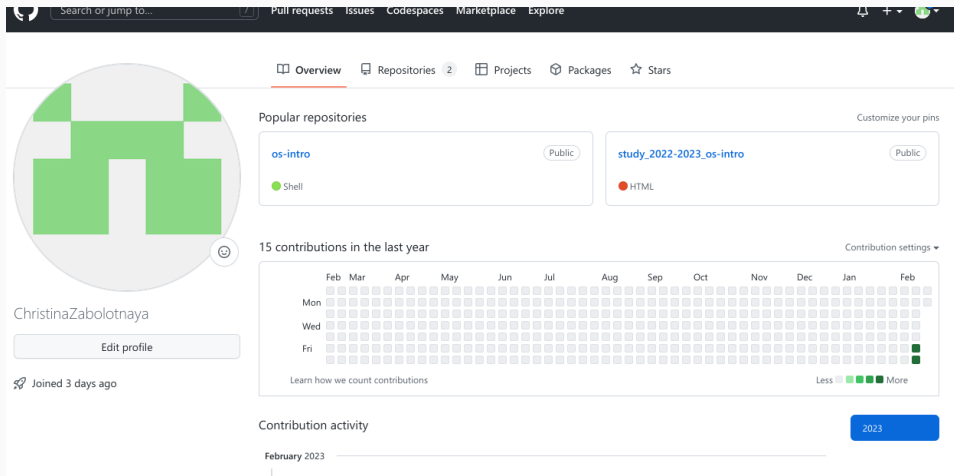 Search or jump to... /
Pull requests Issues Codespaces Marketplace Explore
Overview Repositories 2 Projects Packages Stars
Popular repositories
Customize your pins
os-intro
Public
Shell
study_2022-2023_os-intro
Public
HTML
15 contributions in the last year
Contribution settings
Feb Mar Apr May Jun Jul Aug Sep Oct Nov Dec Jan Feb
Mon
Wed
Fri
Learn how we count contributions
Less More
ChristinaZabolotnaya
Edit profile
Joined 3 days ago
Contribution activity
2023
February 2023